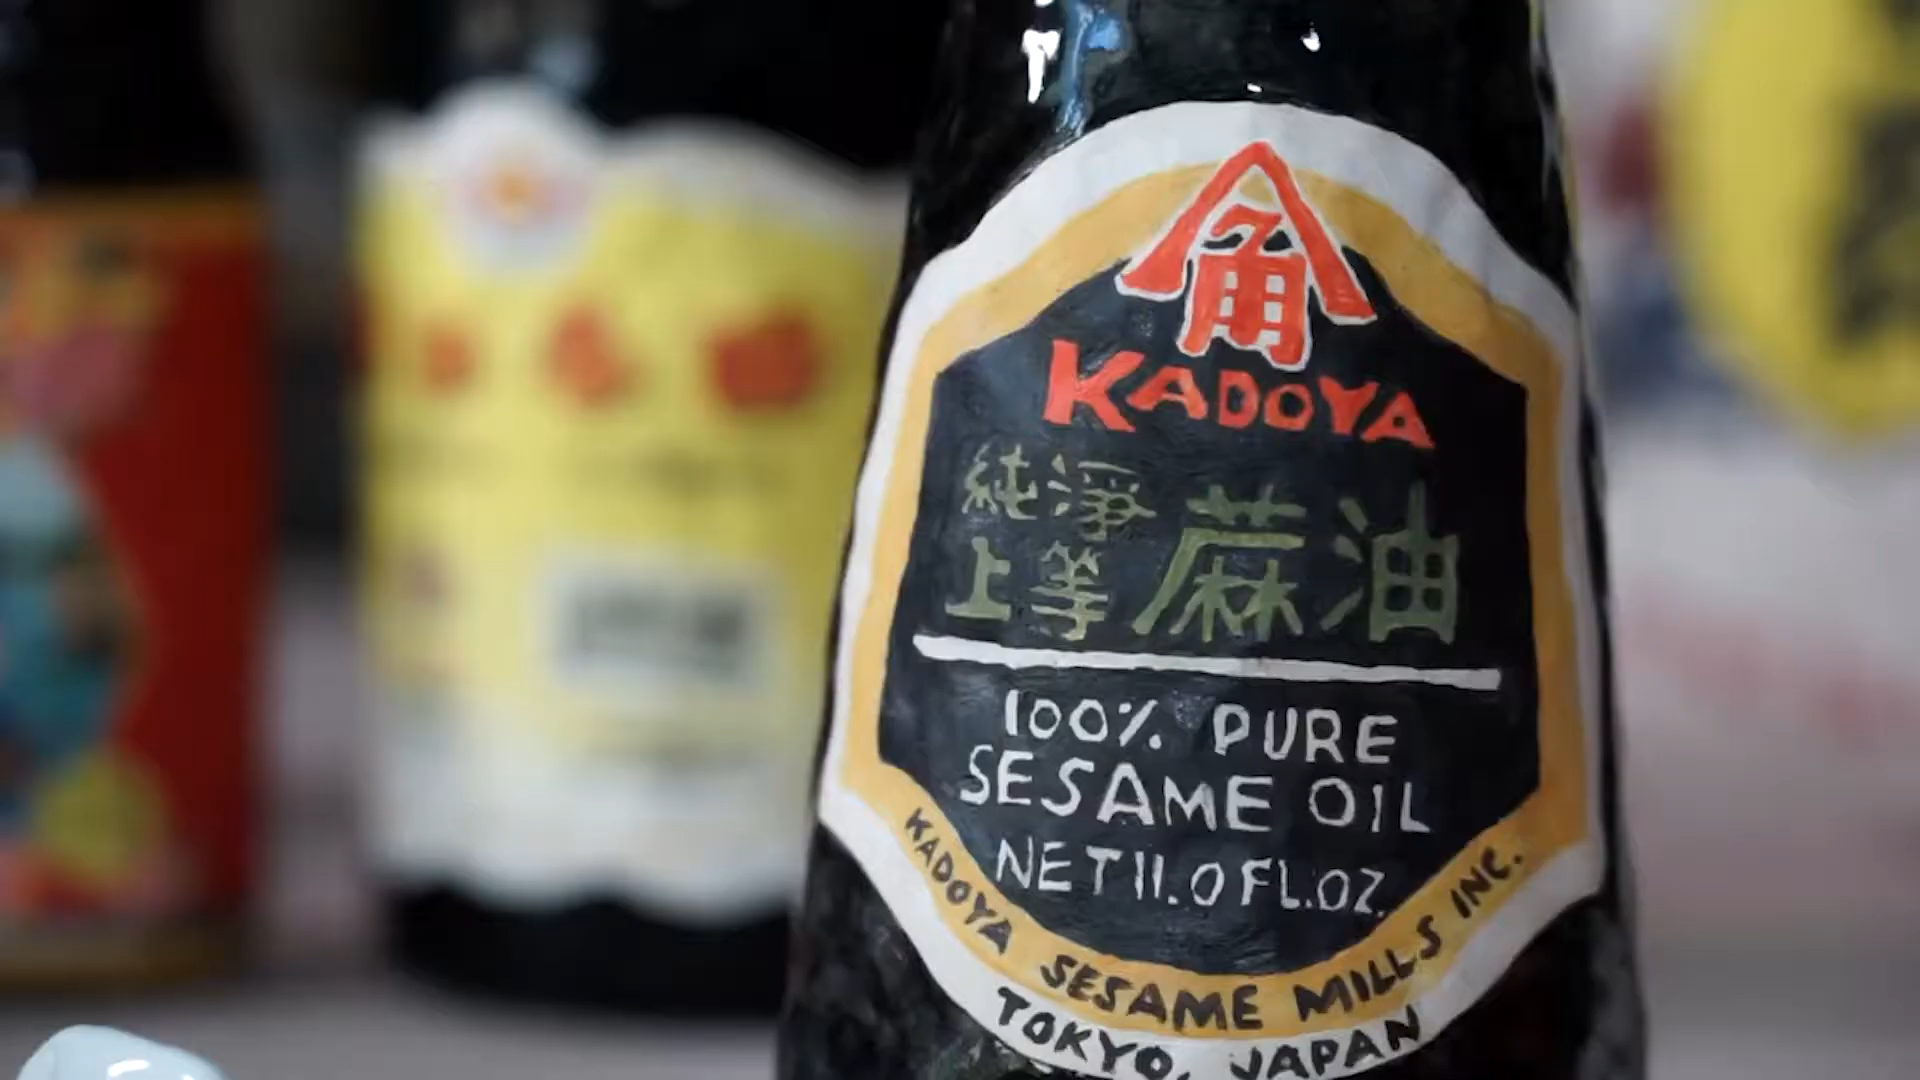 角
KADOYA
純淨
上等
蔴油
100% PURE
SESAME OIL
NET 11.0 FL.OZ.
KADOYA SESAME MILLS INC.
TOKYO, JAPAN